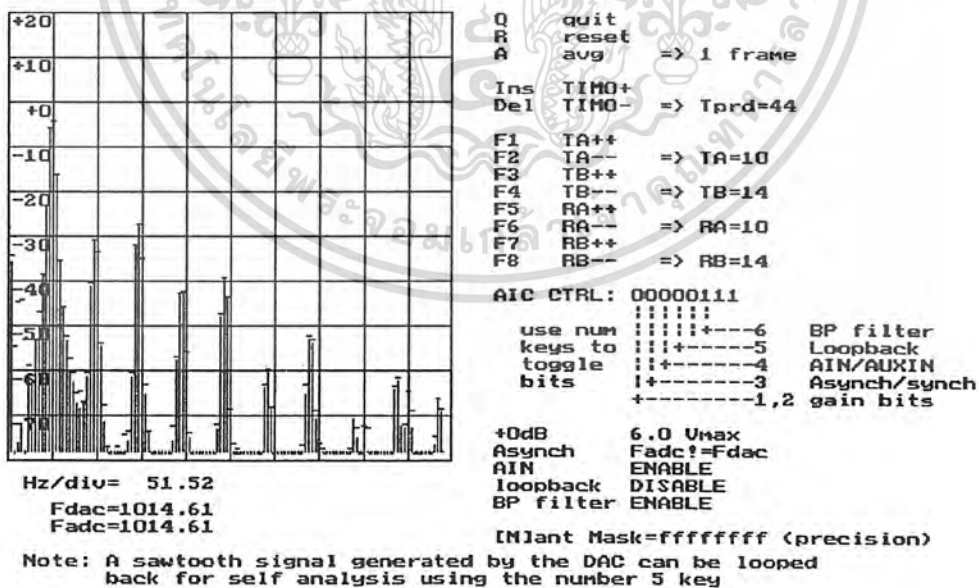 +20
+10
+0
-10
-20
-30
-40
-50
-60
-70
Hz/div= 51.52
Fdac=1014.61
Fadc=1014.61
Q quit
R reset
A avg => 1 frame
Ins TIM0+
Del TIM0- => Tprd=44
F1 TA++
F2 TA-- => TA=10
F3 TB++
F4 TB-- => TB=14
F5 RA++
F6 RA-- => RA=10
F7 RB++
F8 RB-- => RB=14
AIC CTRL: 00000111
use num 6 BP filter
keys to 5 Loopback
toggle 4 AIN/AUXIN
bits 3 Asynch/synch
1,2 gain bits
+0dB 6.0 Vmax
Asynch Fadc!=Fdac
AIN ENABLE
loopback DISABLE
BP filter ENABLE
[M]ant Mask=ffffffff (precision)
Note: A sawtooth signal generated by the DAC can be looped
back for self analysis using the number 5 key